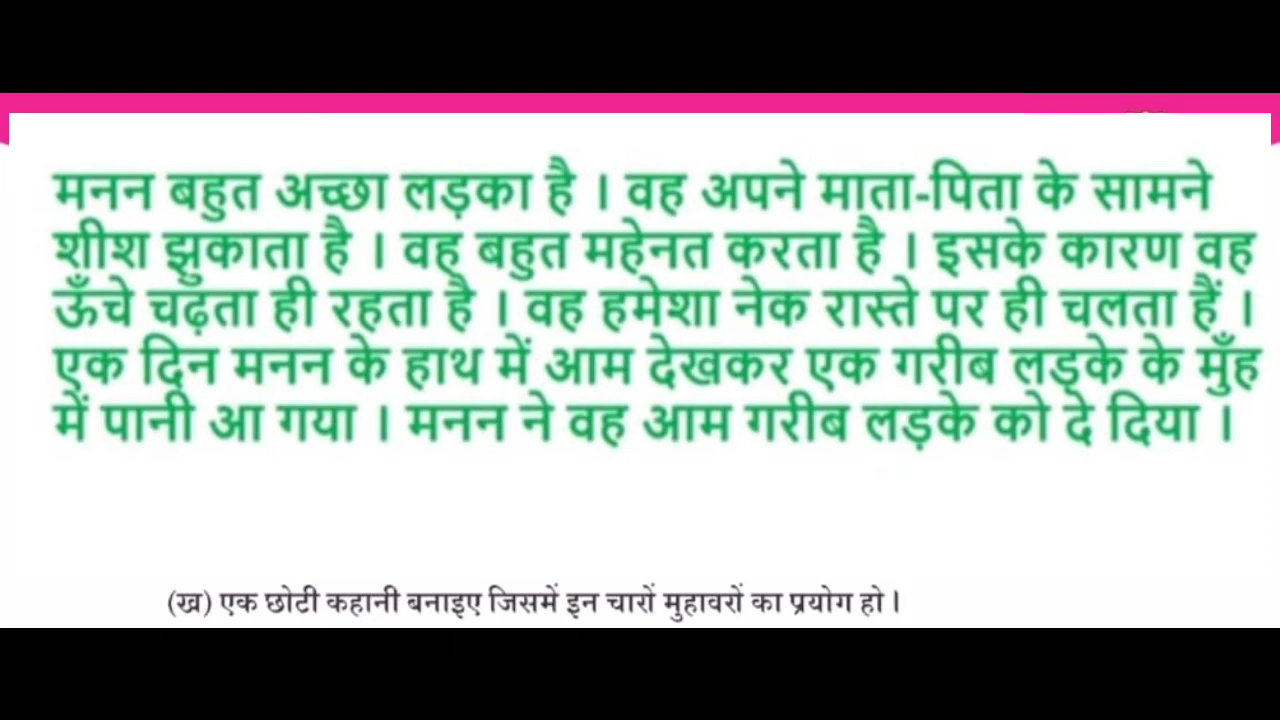 मनन बहुत अच्छा लड़का है । वह अपने माता-पिता के सामने
शीश झुकाता है । वह बहुत महेनत करता है । इसके कारण वह
ऊँचे चढ़ता ही रहता है । वह हमेशा नेक रास्ते पर ही चलता हैं ।
एक दिन मनन के हाथ में आम देखकर एक गरीब लड़के के मुँह
में पानी आ गया । मनन ने वह आम गरीब लड़के को दे दिया ।
(ख) एक छोटी कहानी बनाइए जिसमें इन चारों मुहावरों का प्रयोग हो ।